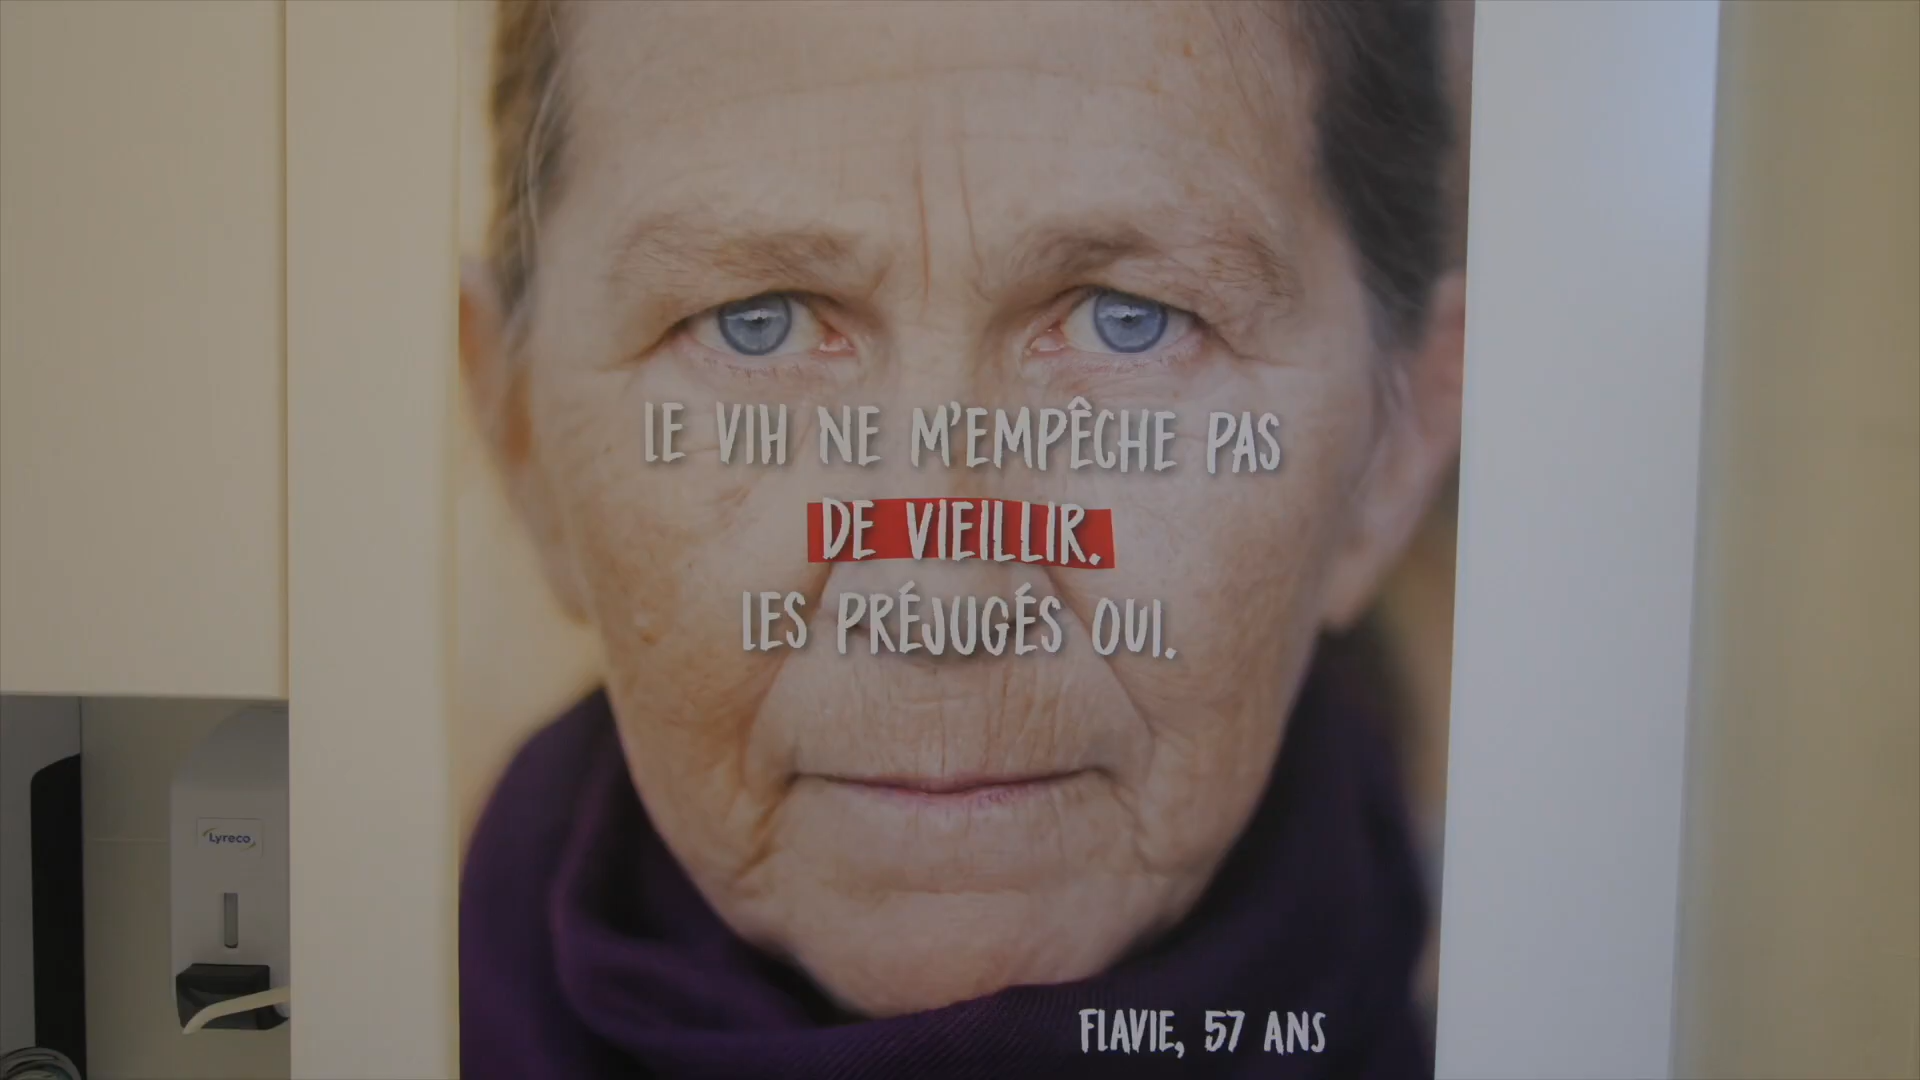 LE VIH NE M'EMPÊCHE PAS
DE VIEILLIR.
LES PRÉJUGÉS OUI.
FLAVIE, 57 ANS
Lyreco